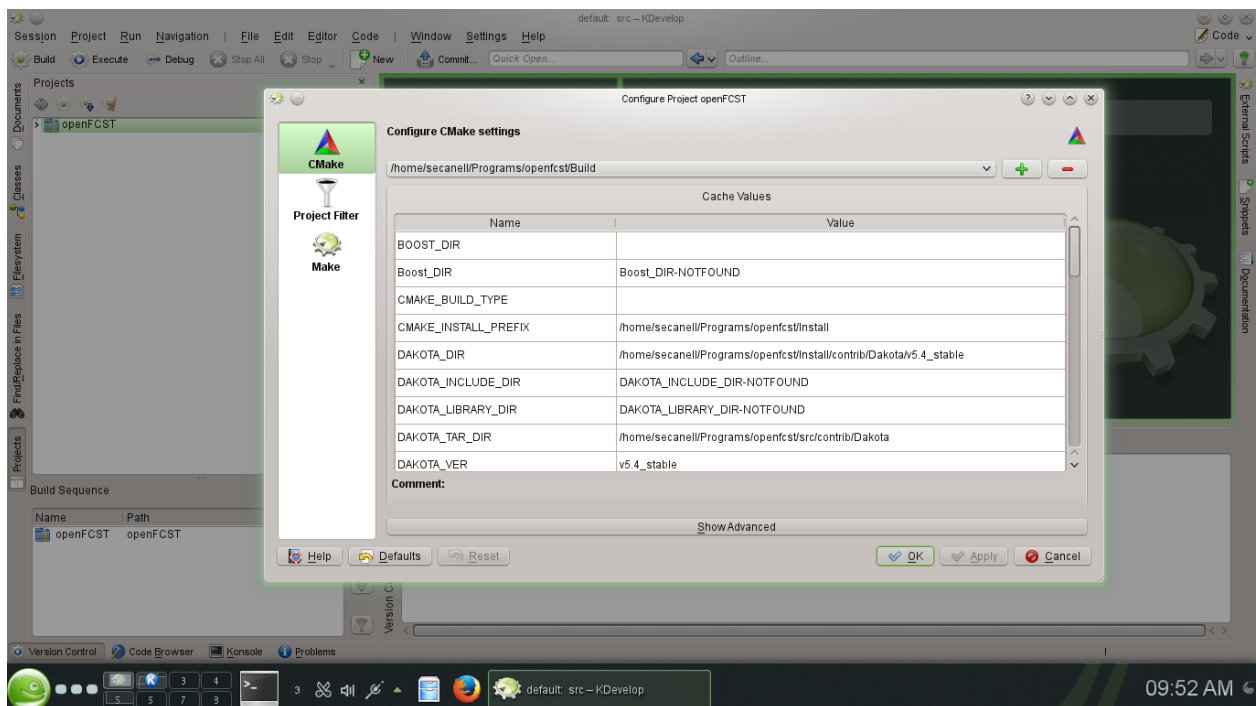 default: src – KDevelop
Session Project Run Navigation | File Edit Editor Code | Window Settings Help
Code
Build Execute Debug Stop All Stop New Commit... Quick Open... Outline...
Projects
openFCST
Documents
Classes
Filesystem
Find/Replace in Files
Projects
External Scripts
Snippets
Documentation
Configure Project openFCST
CMake
Project Filter
Make
Configure CMake settings
/home/secanell/Programs/openfcst/Build
Cache Values
Name Value
BOOST_DIR
Boost_DIR Boost_DIR-NOTFOUND
CMAKE_BUILD_TYPE
CMAKE_INSTALL_PREFIX /home/secanell/Programs/openfcst/Install
DAKOTA_DIR /home/secanell/Programs/openfcst/Install/contrib/Dakota/v5.4_stable
DAKOTA_INCLUDE_DIR DAKOTA_INCLUDE_DIR-NOTFOUND
DAKOTA_LIBRARY_DIR DAKOTA_LIBRARY_DIR-NOTFOUND
DAKOTA_TAR_DIR /home/secanell/Programs/openfcst/src/contrib/Dakota
DAKOTA_VER v5.4_stable
Comment:
Show Advanced
Help Defaults Reset OK Apply Cancel
Build Sequence
Name Path
openFCST openFCST
Version Control Code Browser Konsole Problems
3 4
5 7
3
default: src – KDevelop
09:52 AM